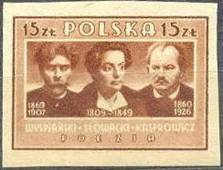 15 ZŁ POLSKA 15 ZŁ
1869 1907
1809-1849
1860 1926
WYSPIAŃSKI · SŁOWACKI · KASPROWICZ
POEZJA